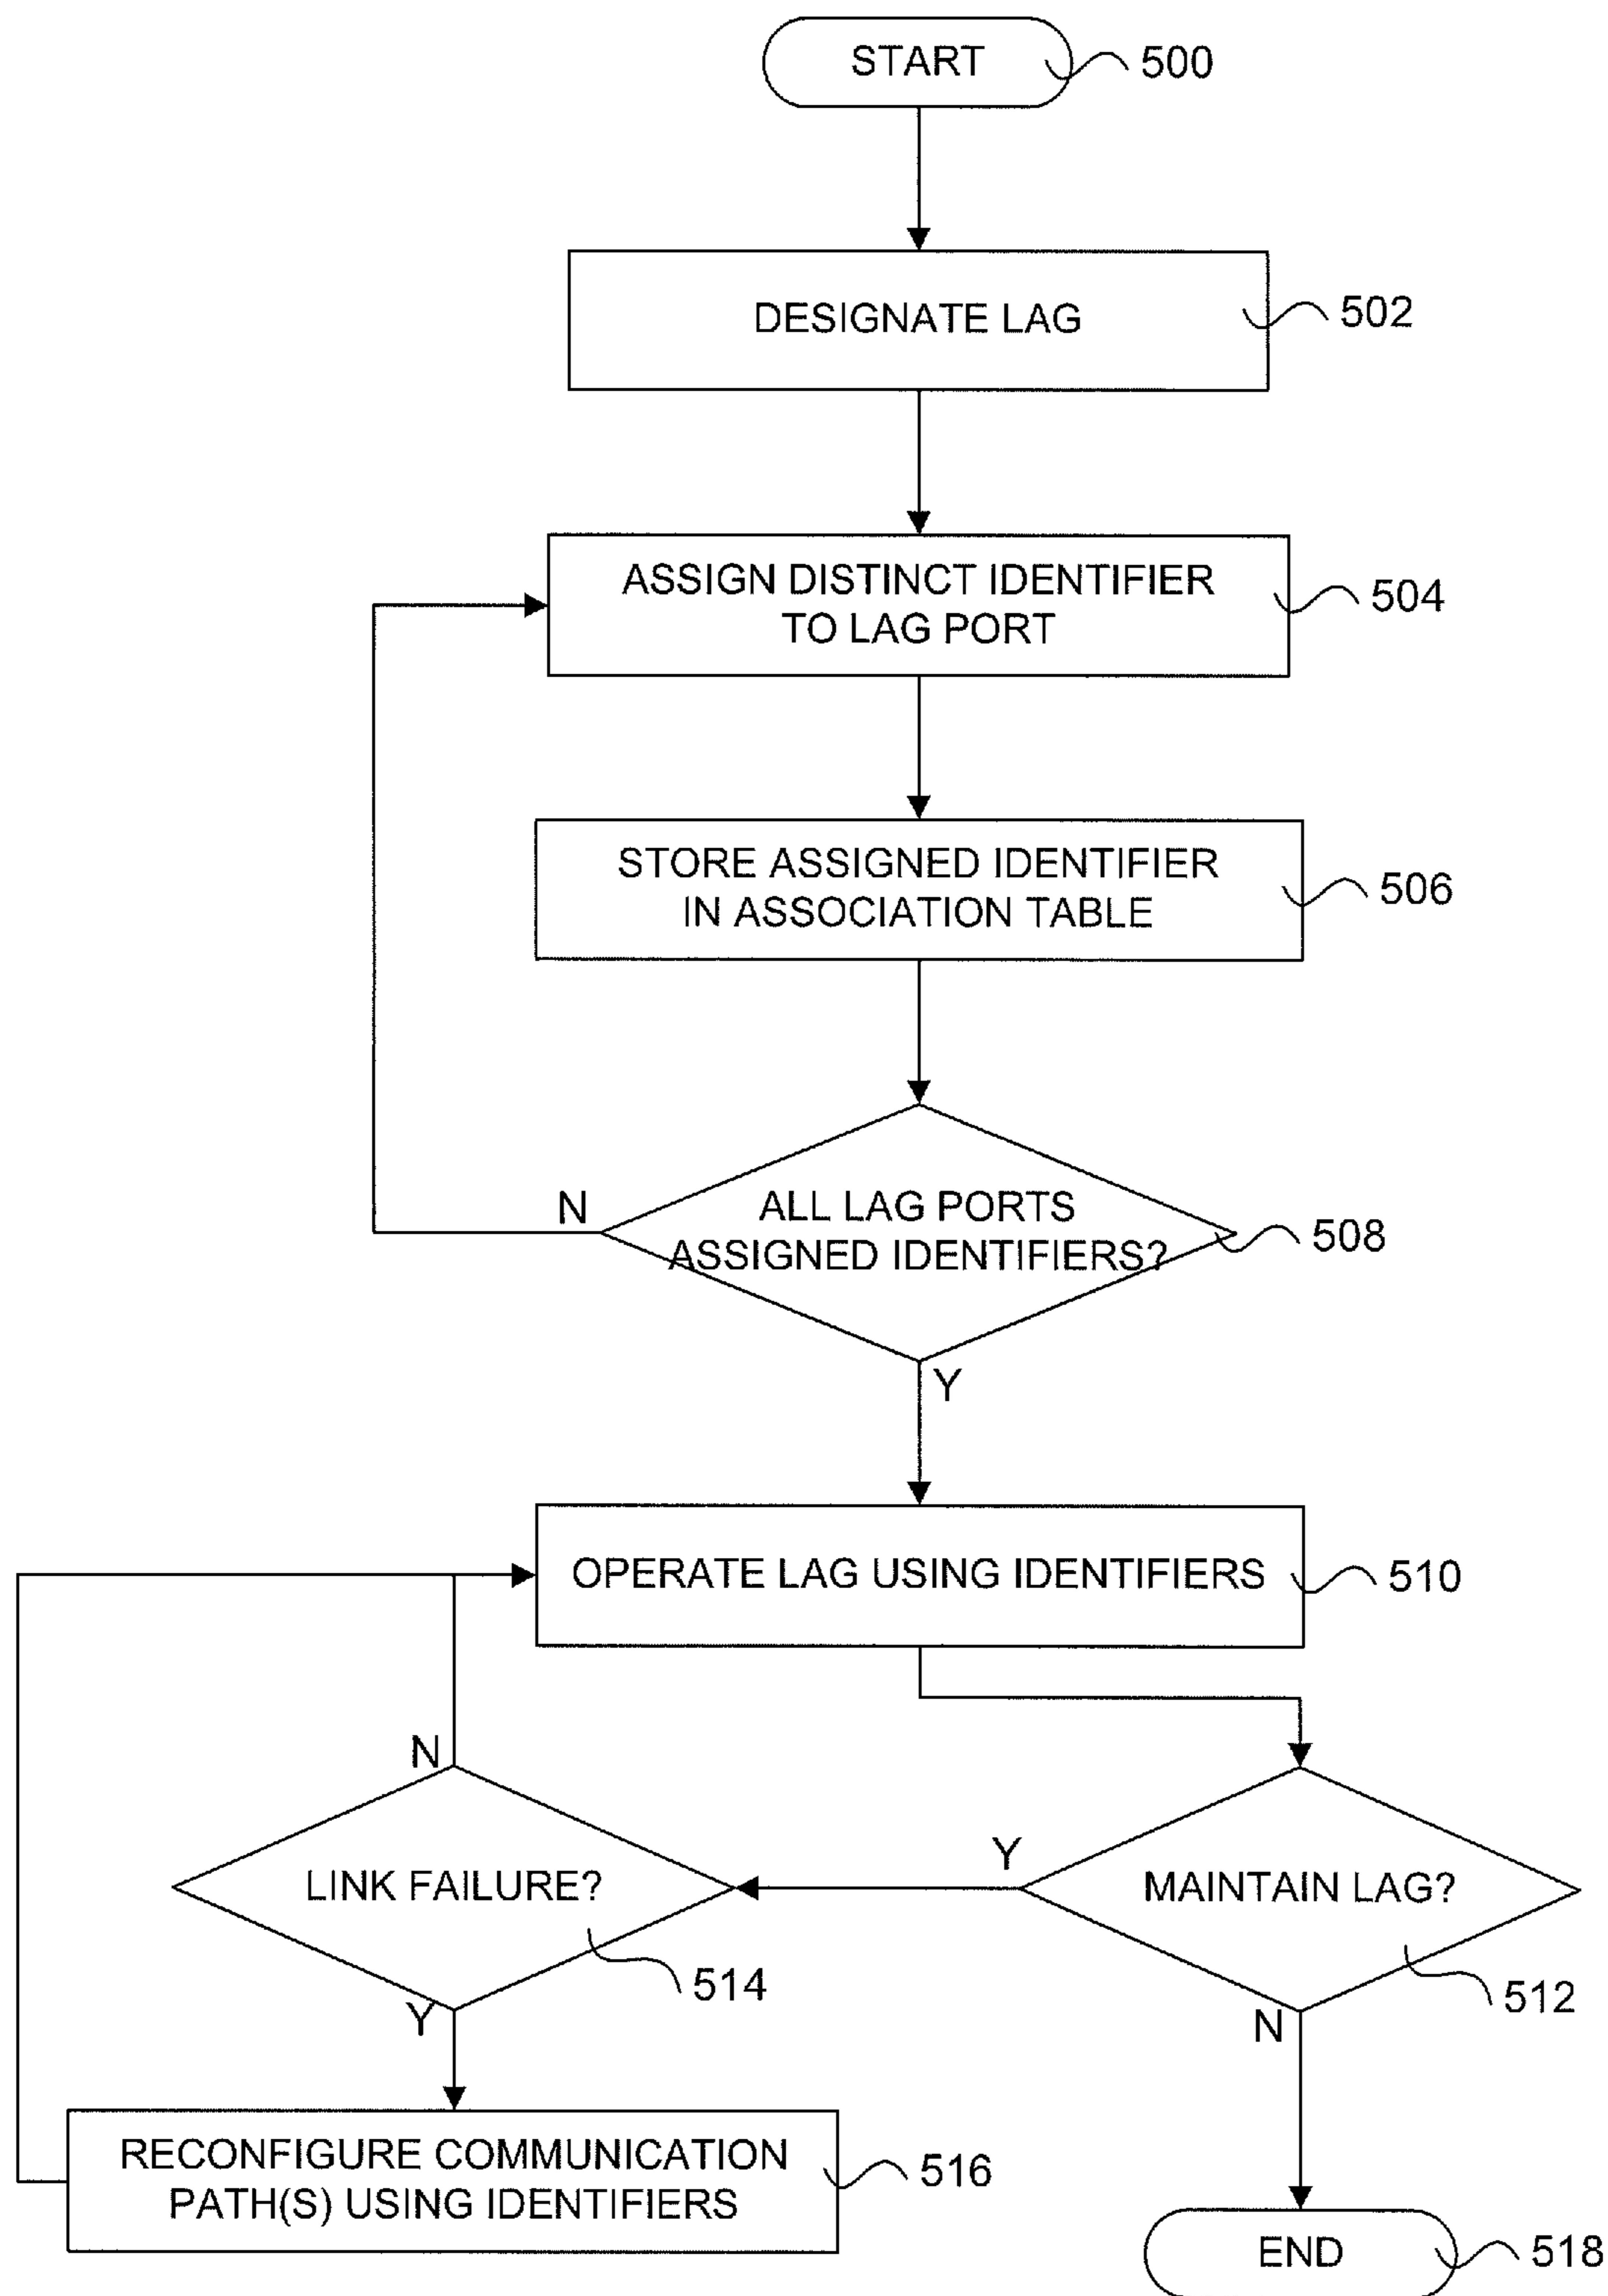 START
500
DESIGNATE LAG
502
ASSIGN DISTINCT IDENTIFIER
TO LAG PORT
504
STORE ASSIGNED IDENTIFIER
IN ASSOCIATION TABLE
506
N
ALL LAG PORTS
ASSIGNED IDENTIFIERS?
508
Y
OPERATE LAG USING IDENTIFIERS
510
N
Y
LINK FAILURE?
MAINTAIN LAG?
514
512
Y
N
RECONFIGURE COMMUNICATION
PATH(S) USING IDENTIFIERS
516
END
518